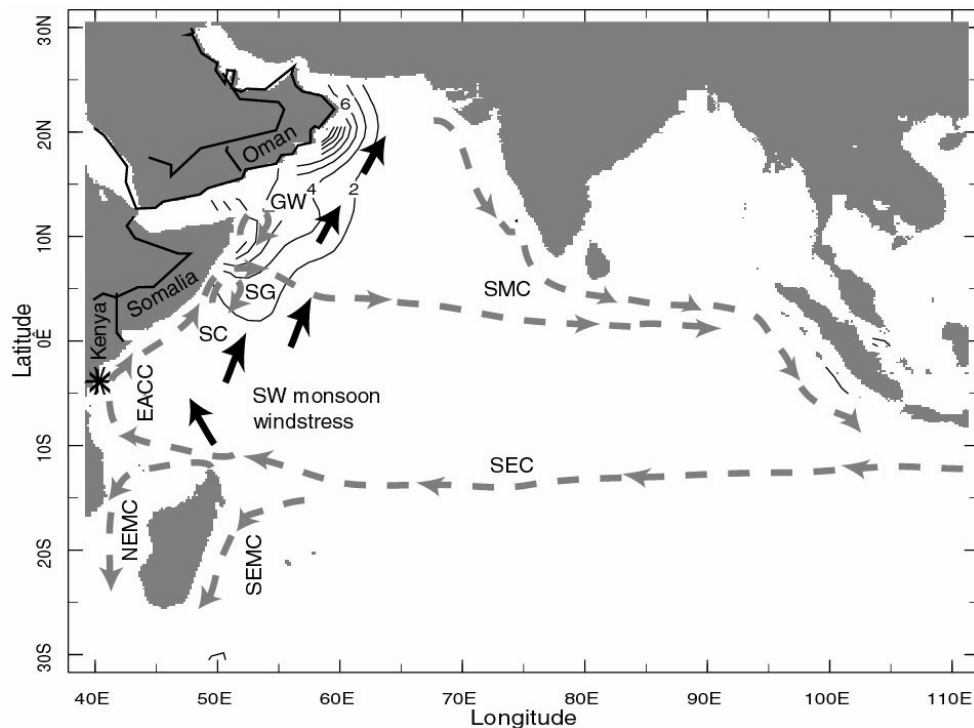 30N
20N
10N
0E
10S
20S
30S
Latitude
Oman
6
4
2
GW
Somalia
Kenya
SG
SC
SMC
EACC
SW monsoon
windstress
SEC
NEMC
SEMC
40E 50E 60E 70E 80E 90E 100E 110E
Longitude